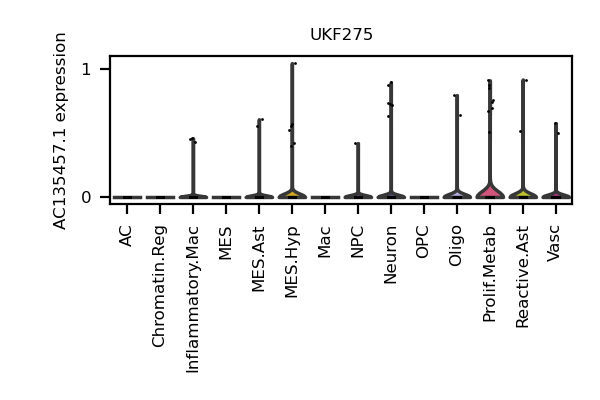 UKF275
AC135457.1 expression
1
0
AC
Chromatin.Reg
Inflammatory.Mac
MES
MES.Ast
MES.Hyp
Mac
NPC
Neuron
OPC
Oligo
Prolif.Metab
Reactive.Ast
Vasc